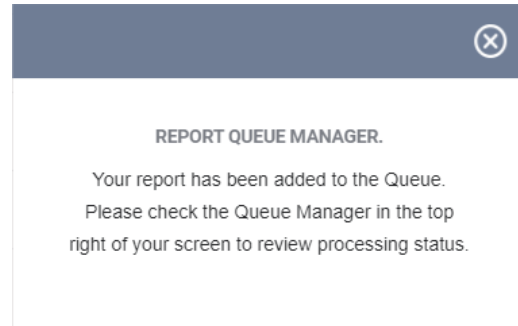 REPORT QUEUE MANAGER.
Your report has been added to the Queue.
Please check the Queue Manager in the top
right of your screen to review processing status.